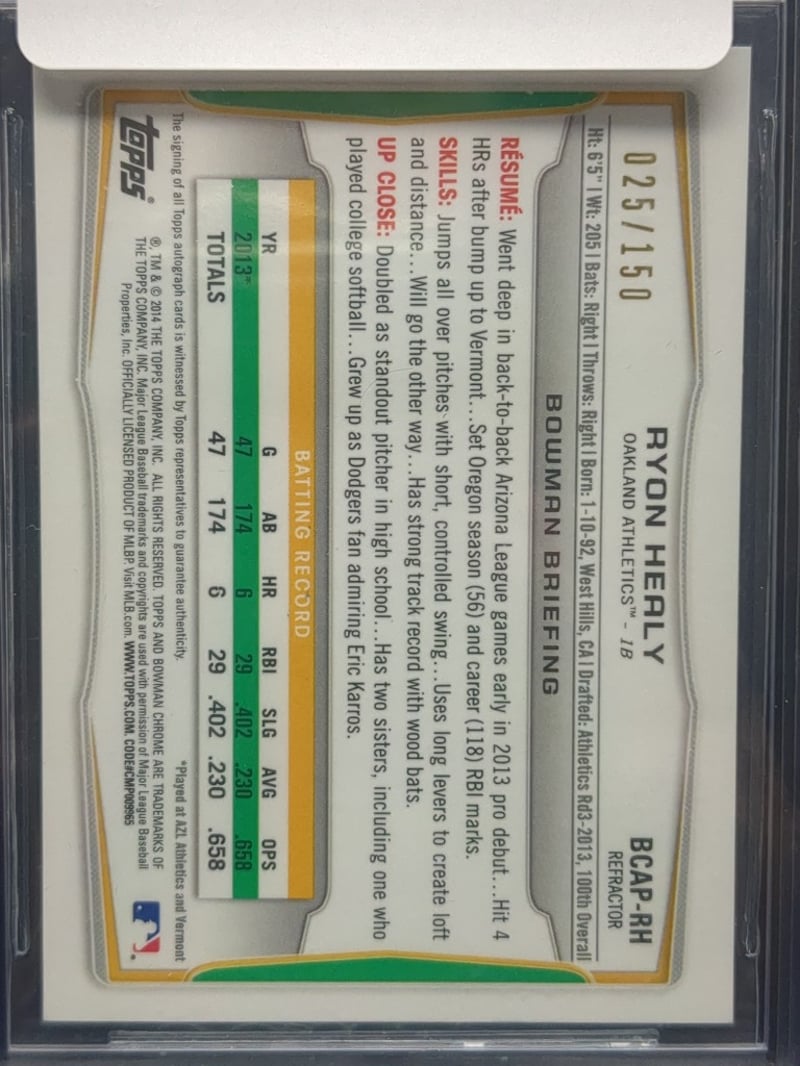 025/150
RYON HEALY
BCAP-RH
OAKLAND ATHLETICS™ - 1B
REFRACTOR
Ht: 6'5" | Wt: 205 | Bats: Right | Throws: Right | Born: 1-10-92, West Hills, CA | Drafted: Athletics Rd3-2013, 100th Overall
BOWMAN BRIEFING
RÉSUMÉ: Went deep in back-to-back Arizona League games early in 2013 pro debut...Hit 4
HRs after bump up to Vermont...Set Oregon season (56) and career (118) RBI marks.
SKILLS: Jumps all over pitches with short, controlled swing...Uses long levers to create loft
and distance...Will go the other way...Has strong track record with wood bats.
UP CLOSE: Doubled as standout pitcher in high school...Has two sisters, including one who
played college softball...Grew up as Dodgers fan admiring Eric Karros.
BATTING RECORD
YR G AB HR RBI SLG AVG OPS
2013* 47 174 6 29 .402 .230 .658
TOTALS 47 174 6 29 .402 .230 .658
*Played at AZL Athletics and Vermont
The signing of all Topps autograph cards is witnessed by Topps representatives to guarantee authenticity.
topps®
®, TM & © 2014 THE TOPPS COMPANY, INC. ALL RIGHTS RESERVED. TOPPS AND BOWMAN CHROME ARE TRADEMARKS OF
THE TOPPS COMPANY, INC. Major League Baseball trademarks and copyrights are used with permission of Major League Baseball
Properties, Inc. OFFICIALLY LICENSED PRODUCT OF MLBP. Visit MLB.com. WWW.TOPPS.COM. CODE#CMP009965